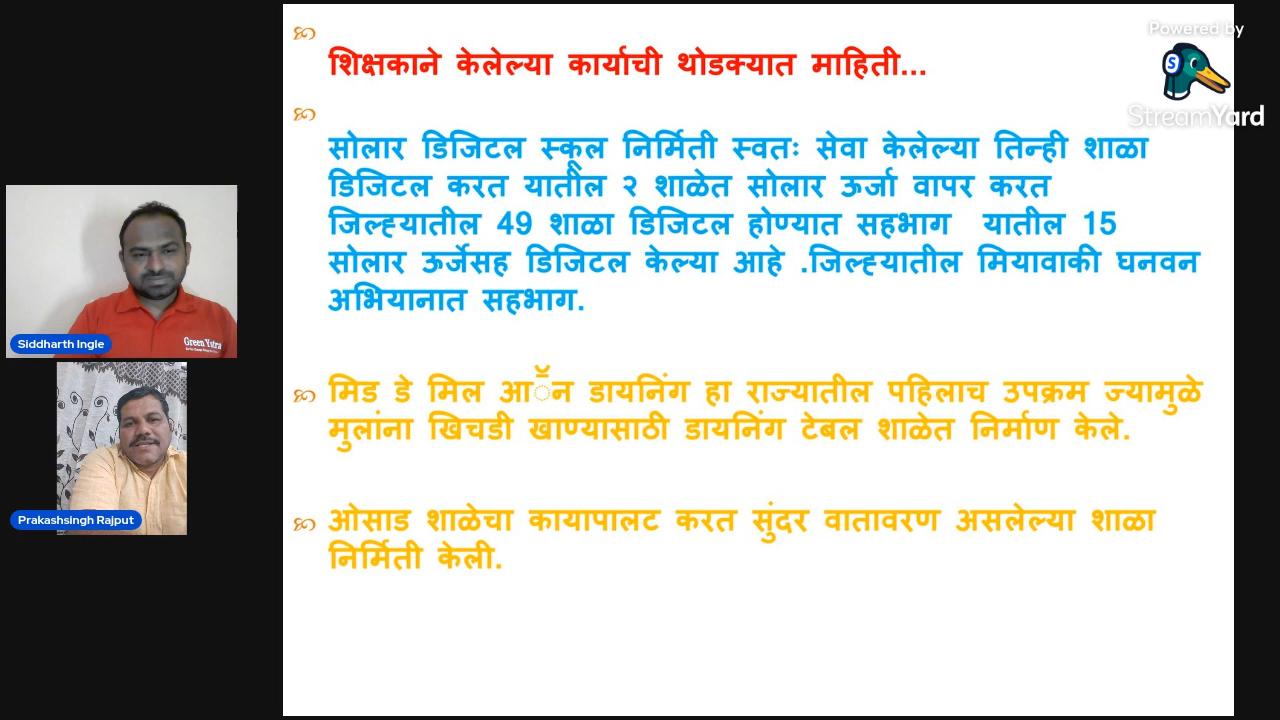 शिक्षकाने केलेल्या कार्याची थोडक्यात माहिती...
सोलार डिजिटल स्कूल निर्मिती स्वतः सेवा केलेल्या तिन्ही शाळा
डिजिटल करत यातील २ शाळेत सोलार ऊर्जा वापर करत
जिल्ह्यातील 49 शाळा डिजिटल होण्यात सहभाग यातील 15
सोलार ऊर्जेसह डिजिटल केल्या आहे .जिल्ह्यातील मियावाकी घनवन
अभियानात सहभाग.
मिड डे मिल आॅन डायनिंग हा राज्यातील पहिलाच उपक्रम ज्यामुळे
मुलांना खिचडी खाण्यासाठी डायनिंग टेबल शाळेत निर्माण केले.
ओसाड शाळेचा कायापालट करत सुंदर वातावरण असलेल्या शाळा
निर्मिती केली.
Powered by
S
StreamYard
Green Yatra
Siddharth Ingle
Prakashsingh Rajput